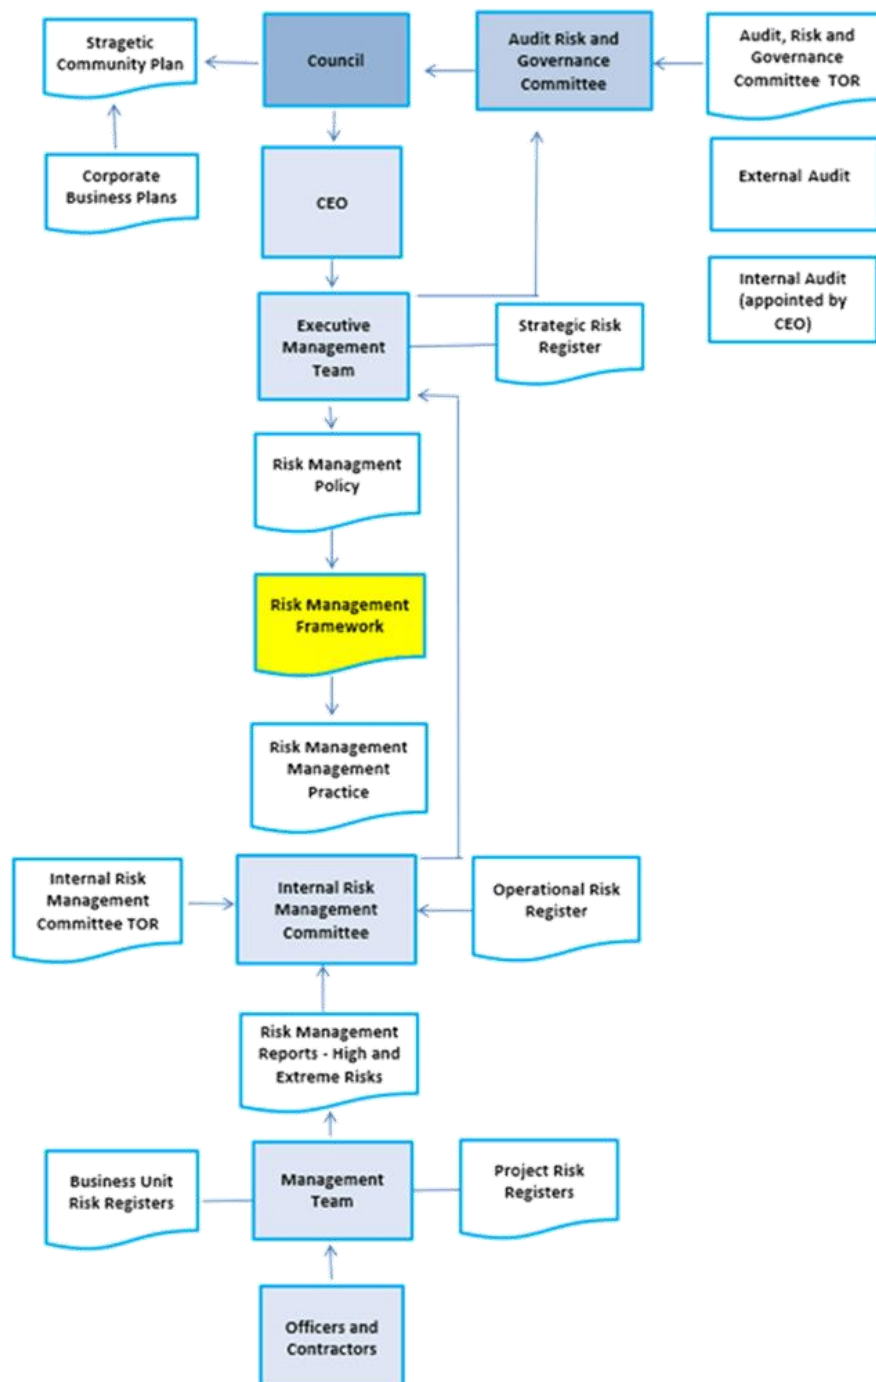 Stragetic
Community Plan
Council
Audit Risk and
Governance
Committee
Audit, Risk and
Governance
Committee TOR
Corporate
Business Plans
CEO
External Audit
Internal Audit
(appointed by
CEO)
Executive
Management
Team
Strategic Risk
Register
Risk Managment
Policy
Risk Management
Framework
Risk Management
Management
Practice
Internal Risk
Management
Committee TOR
Internal Risk
Management
Committee
Operational Risk
Register
Risk Management
Reports - High and
Extreme Risks
Business Unit
Risk Registers
Management
Team
Project Risk
Registers
Officers and
Contractors